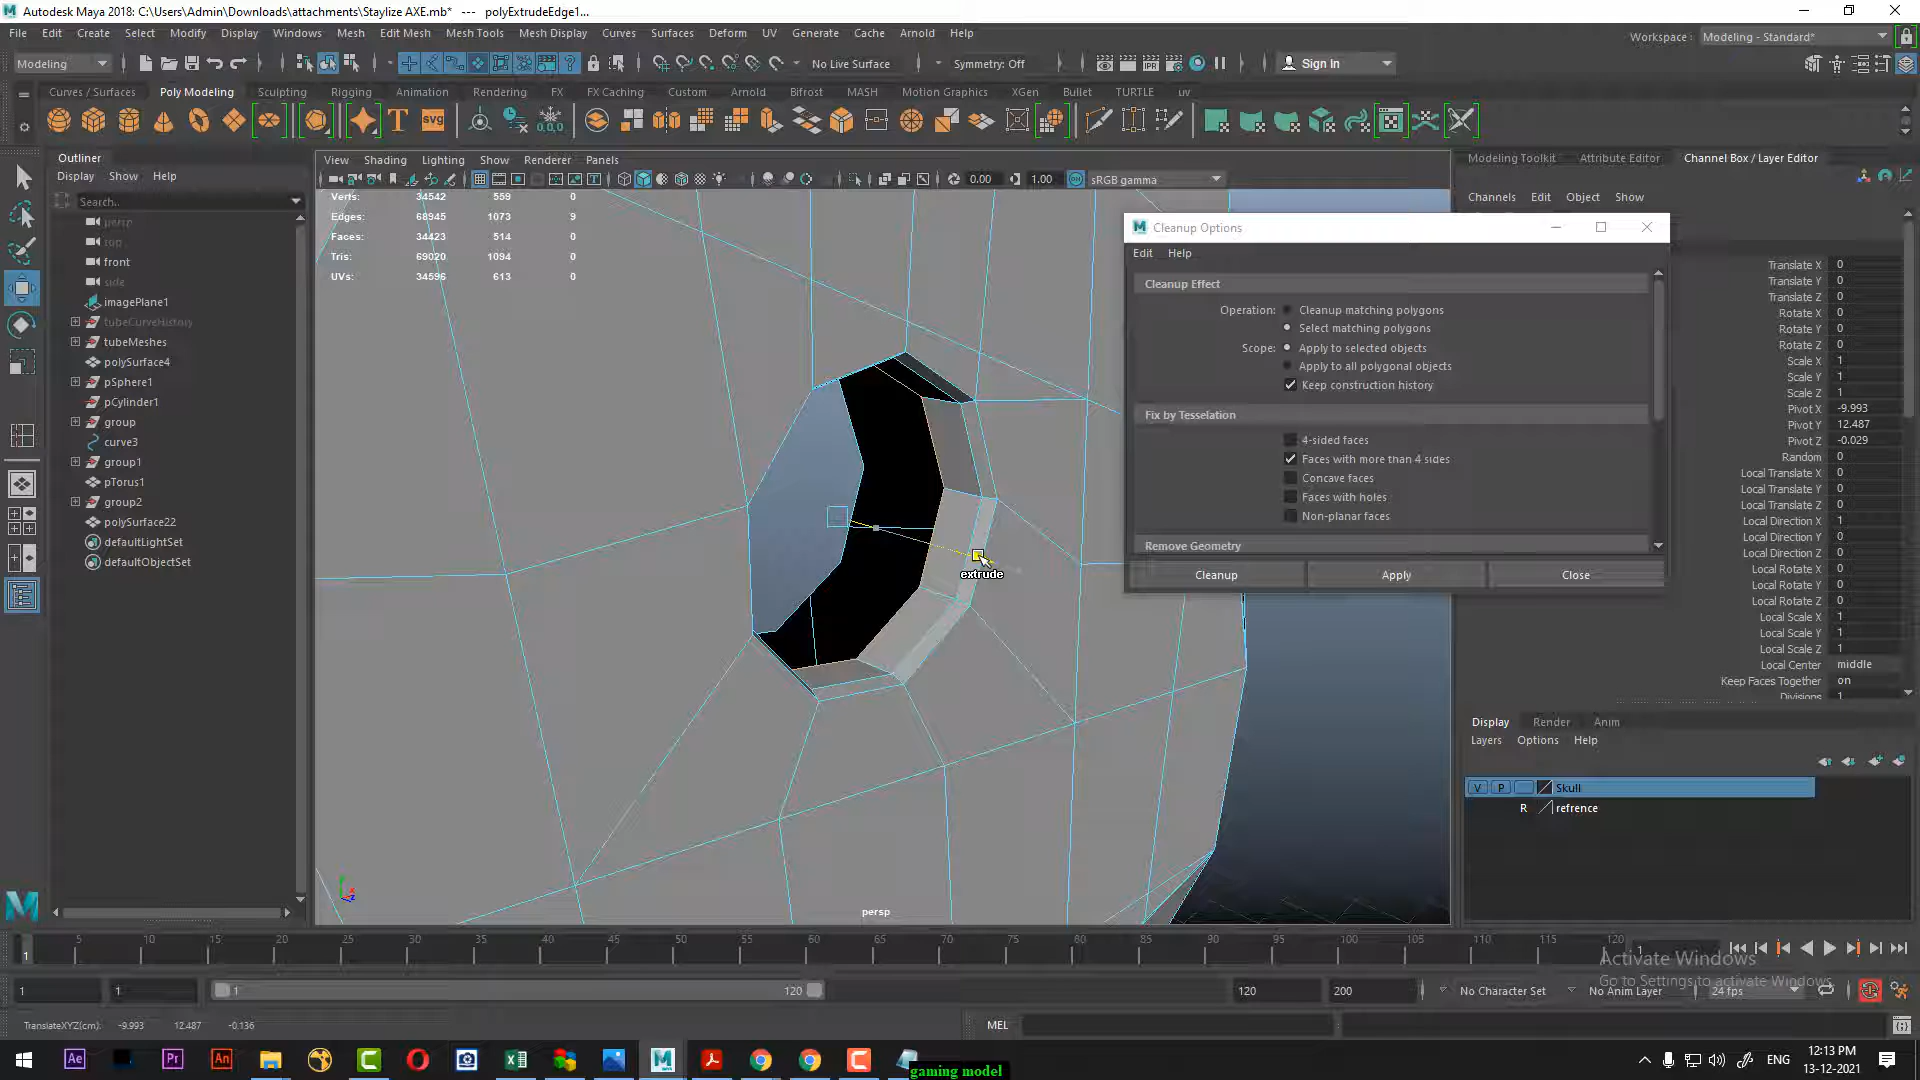 Autodesk Maya 2018: C:\Users\Admin\Downloads\attachments\Staylize AXE.mb* --- polyExtrudeEdge1...
File Edit Create Select Modify Display Windows Mesh Edit Mesh Mesh Tools Mesh Display Curves Surfaces Deform UV Generate Cache Arnold Help
Workspace : Modeling - Standard*
Modeling
No Live Surface
Symmetry: Off
Sign In
Curves / Surfaces Poly Modeling Sculpting Rigging Animation Rendering FX FX Caching Custom Arnold Bifrost MASH Motion Graphics XGen Bullet TURTLE uv
Outliner
Display Show Help
Search..
persp
top
front
side
imagePlane1
tubeCurveHistory
tubeMeshes
polySurface4
pSphere1
pCylinder1
group
curve3
group1
pTorus1
group2
polySurface22
defaultLightSet
defaultObjectSet
View Shading Lighting Show Renderer Panels
0.00
1.00
sRGB gamma
Verts: 34542 559 0
Edges: 68945 1073 9
Faces: 34423 514 0
Tris: 69020 1094 0
UVs: 34596 613 0
extrude
persp
Cleanup Options
Edit Help
Cleanup Effect
Operation: Cleanup matching polygons
Select matching polygons
Scope: Apply to selected objects
Apply to all polygonal objects
Keep construction history
Fix by Tesselation
4-sided faces
Faces with more than 4 sides
Concave faces
Faces with holes
Non-planar faces
Remove Geometry
Cleanup Apply Close
Modeling Toolkit Attribute Editor Channel Box / Layer Editor
Channels Edit Object Show
Translate X 0
Translate Y 0
Translate Z 0
Rotate X 0
Rotate Y 0
Rotate Z 0
Scale X 1
Scale Y 1
Scale Z 1
Pivot X -9.993
Pivot Y 12.487
Pivot Z -0.029
Random 0
Local Translate X 0
Local Translate Y 0
Local Translate Z 0
Local Direction X 1
Local Direction Y 0
Local Direction Z 0
Local Rotate X 0
Local Rotate Y 0
Local Rotate Z 0
Local Scale X 1
Local Scale Y 1
Local Scale Z 1
Local Center middle
Keep Faces Together on
Divisions 1
Display Render Anim
Layers Options Help
V P Skull
R refrence
5 10 15 20 25 30 35 40 45 50 55 60 65 70 75 80 85 90 95 100 105 110 115 120
1
1
Activate Windows
Go to Settings to activate Windows.
1 1 1 120 120 200
No Character Set
No Anim Layer
24 fps
TranslateXYZ(cm): -9.993 12.487 -0.136
MEL
ENG
12:13 PM
13-12-2021
gaming model